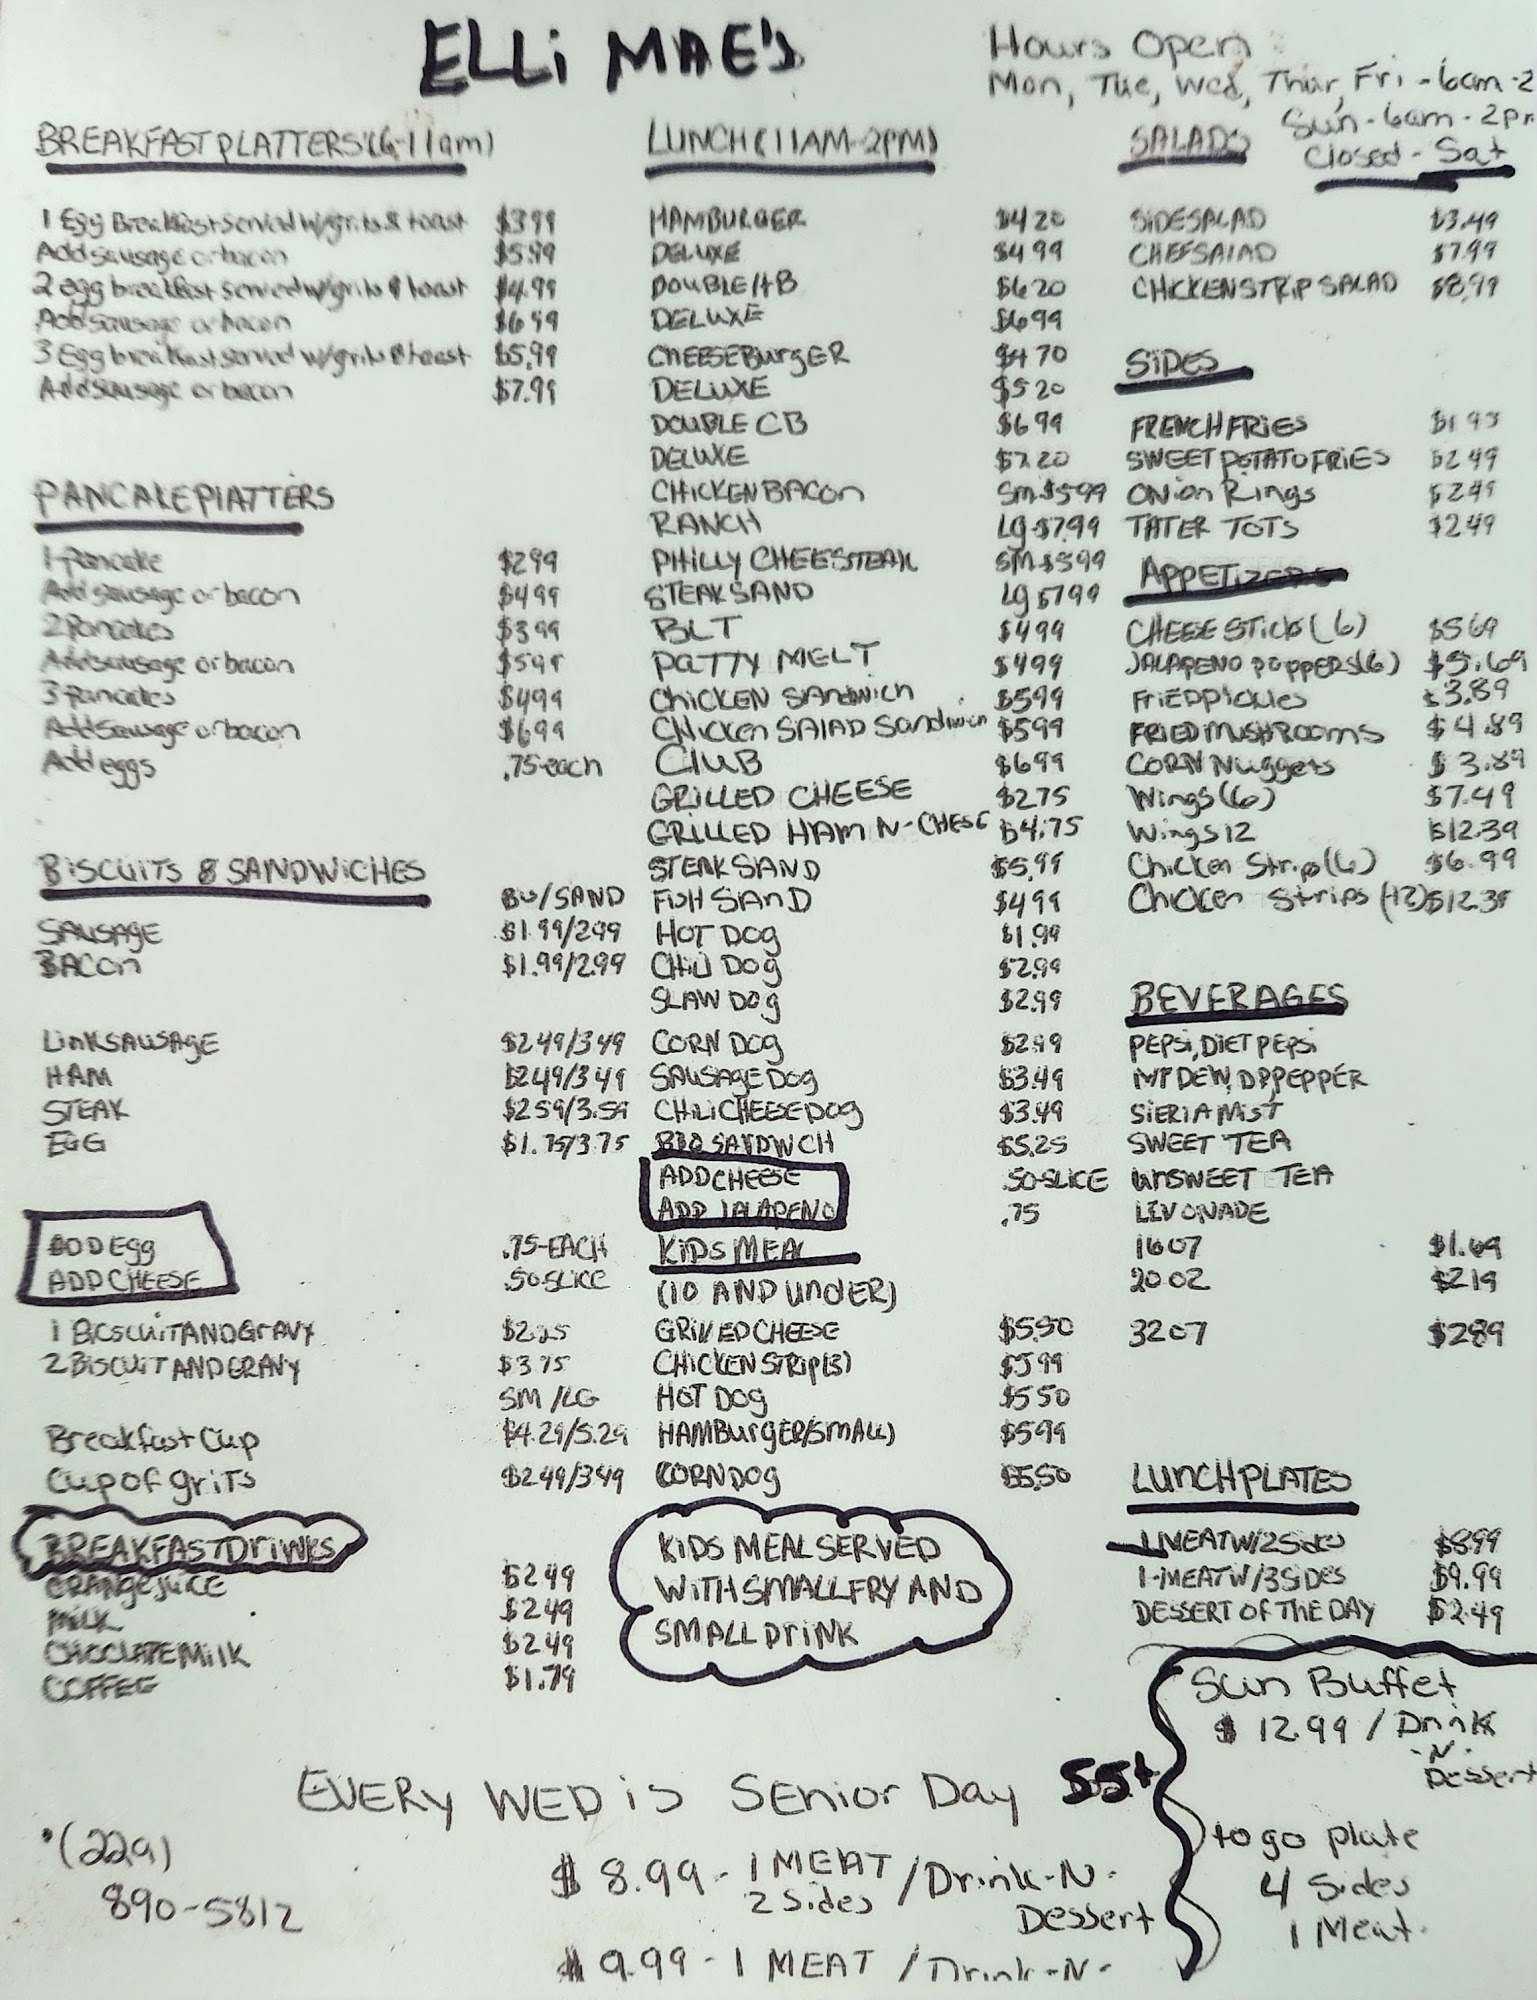 ELLi MAE's
Hours Open
Mon, Tue, Wed, Thur, Fri - 6am - 2
Sun - 6am - 2pm
Closed - Sat
BREAKFAST PLATTERS (6-11am)
1 Egg Breakfast served w/grits & toast $3.99
Add sausage or bacon $5.99
2 egg breakfast served w/grits & toast $4.99
Add sausage or bacon $6.59
3 Egg breakfast served w/grits & toast $5.99
Add sausage or bacon $7.99
PANCAKE PlATTERS
1-Pancake $2.99
Add sausage or bacon $4.99
2 Pancakes $3.99
Add sausage or bacon $5.99
3-Pancakes $4.99
Add sausage or bacon $6.99
Add eggs .75-each
BiSCUiTS & SANDWiCHES
BU/SAND
SAUSAGE $1.99/2.99
BACon $1.99/2.99
LinKSAUSAgE $2.49/3.49
HAM $2.49/3.49
STEAK $2.59/3.59
EGG $1.75/3.75
ADD Egg .75-EACH
ADD CHEESE .50-SLICE
1 BiSCUiT AND GrAVY
2 BiSCUiT AND GRAVY $3.75
SM/LG
Breakfast Cup $4.29/5.29
Cup of grits $2.49/3.49
BREAKFAST DriNKS
ORANGE JUiCE $2.49
MiLK $2.49
CHOCLATE MiLK $2.49
COFFEE $1.79
LUNCH (11AM-2PM)
HAMBURGER $4.20
DELUXE $4.99
DOUBLE HB $6.20
DELUXE $6.99
CHEESEBurgER $4.70
DELUXE $5.20
DOUBLE CB $6.99
DELUXE $7.20
CHICKEN BACon Sm $5.99
RANCH Lg $7.99
PHiLLY CHEESTEAK SM $5.99
STEAK SAND Lg $7.99
BLT $4.99
PATTY MELT $4.99
CHICKEN SANDWiCH $5.99
CHicKEn SAlAD Sandwich $5.99
CluB $6.99
GRiLLED CHEESE $2.75
GRiLLED HAM N-CHESE $4.75
STEAK SAND $5.99
FiSH SAnD $4.99
HOT DOg $1.99
CHiLi DOg $2.99
SLAW DOg $2.99
CORN DOg $2.99
SAUSAGE DOg $3.49
CHiLi CHEESE DOg $3.49
BBQ SANDWCH $5.25
ADD CHEESE .50-SLICE
ADD JALAPENO .75
KiDS MEAL
(10 AND UnDER)
GRiLLED CHEESE $5.50
CHICKEN STRIP(3) $5.99
HOT DOg $5.50
HAMBurgER(SMALL) $5.99
CORN DOg $5.50
KIDS MEAL SERVED
WiTH SMALL FRY AND
SMALL DriNK
SALADS
SiDE SALAD $3.49
CHEF SAlAD $7.99
CHiCKEN STRiP SALAD $8.99
SiDES
FRENCH FRiES
SWEET POTATO FRiES $2.49
ONion Rings $2.49
TATER TOTS $2.49
APPETizERS
CHEESE STicks (6) $5.69
JALAPENO POPPERS(6) $5.69
FriED Pickles $3.89
FRiED MUSHROOms $4.89
CORN Nuggets $3.89
Wings (6) $7.49
Wings 12 $12.39
Chicken Strip (6) $6.99
Chicken Strips (12) $12.39
BEVERAGES
PEPSi, DiET PEPSi
MT DEW, DR PEPPER
SiERrA MiST
SWEET TEA
UnSWEET TEA
LEMONADE
16 OZ $1.69
20 OZ $2.19
32 OZ $2.89
LUNCH PLATES
1 MEAT W/2 Sides $8.99
1-MEAT W/3 SiDES $9.99
DESSERT OF THE DAY $2.49
Sun Buffet
$12.99 / Drink
-N-
Dessert
to go plate
4 Sides
1 Meat
EVERy WED is Senior Day 55+
$8.99 - 1 MEAT / Drink-N-
2 Sides Dessert
$9.99 - 1 MEAT / Drink-N-
(229)
890-5812